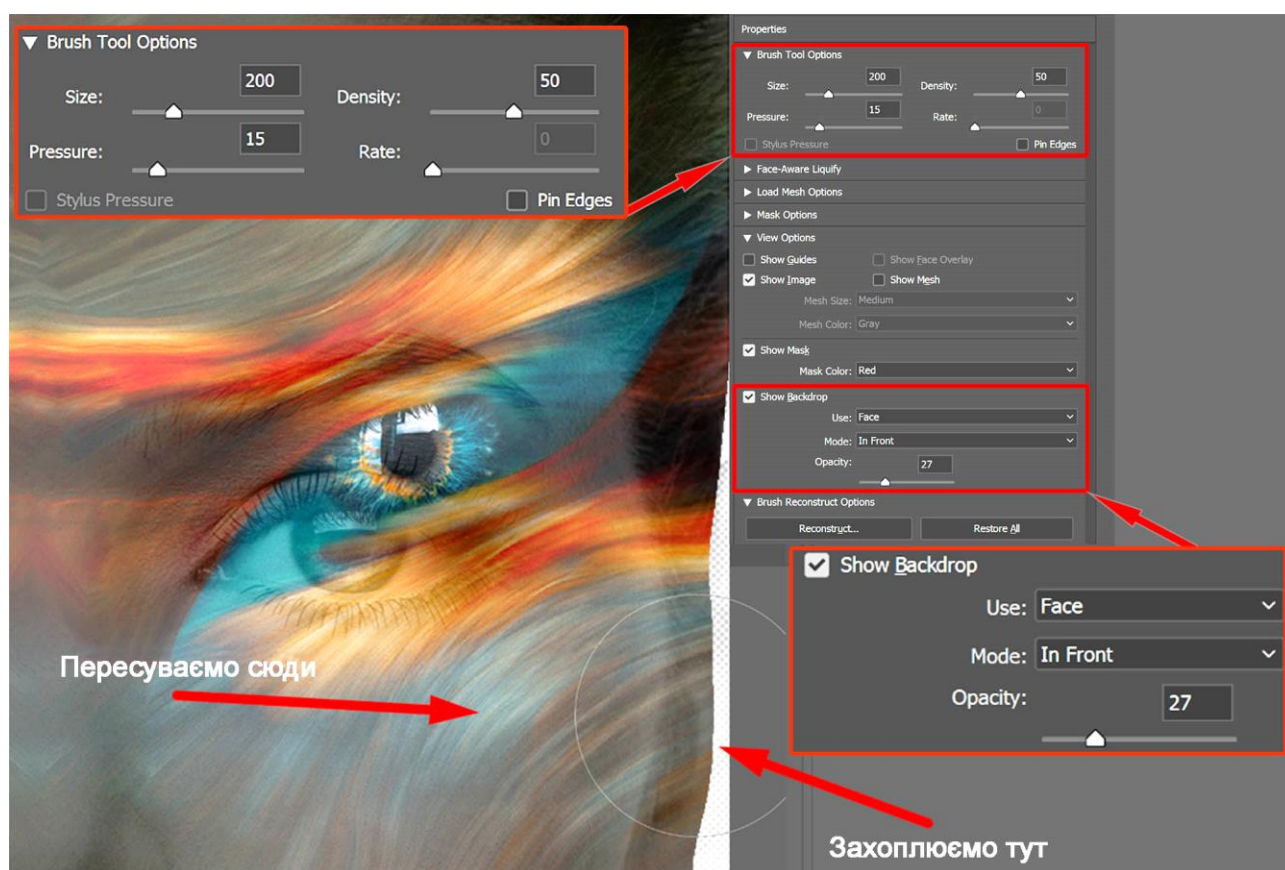 Brush Tool Options
Size: 200 Density: 50
Pressure: 15 Rate: 0
Stylus Pressure Pin Edges
Properties
Brush Tool Options
Size: 200 Density: 50
Pressure: 15 Rate: 0
Stylus Pressure Pin Edges
Face-Aware Liquify
Load Mesh Options
Mask Options
View Options
Show Guides Show Face Overlay
Show Image Show Mesh
Mesh Size: Medium
Mesh Color: Gray
Show Mask
Mask Color: Red
Show Backdrop
Use: Face
Mode: In Front
Opacity: 27
Brush Reconstruct Options
Reconstruct... Restore All
Show Backdrop
Use: Face
Mode: In Front
Opacity: 27
Пересуваємо сюди
Захоплюємо тут